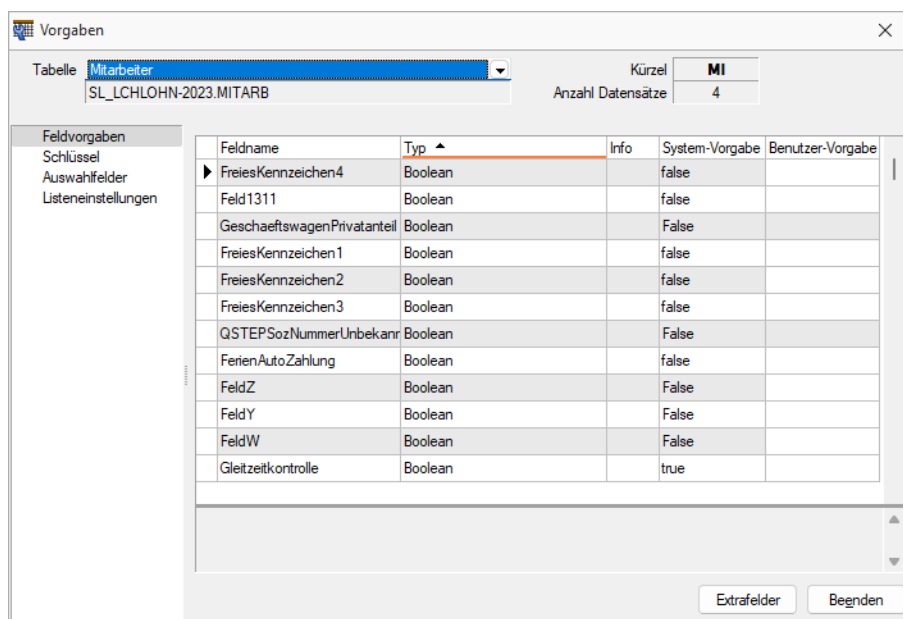 Vorgaben
Tabelle Mitarbeiter Kürzel MI
SL_LCHLOHN-2023.MITARB Anzahl Datensätze 4
Feldvorgaben
Schlüssel
Auswahlfelder
Listeneinstellungen
Feldname Typ Info System-Vorgabe Benutzer-Vorgabe
FreiesKennzeichen4 Boolean false
Feld1311 Boolean false
GeschaeftswagenPrivatanteil Boolean False
FreiesKennzeichen1 Boolean false
FreiesKennzeichen2 Boolean false
FreiesKennzeichen3 Boolean false
QSTEPSozNummerUnbekanr Boolean False
FerienAutoZahlung Boolean false
FeldZ Boolean False
FeldY Boolean False
FeldW Boolean False
Gleitzeitkontrolle Boolean true
Extrafelder Beenden